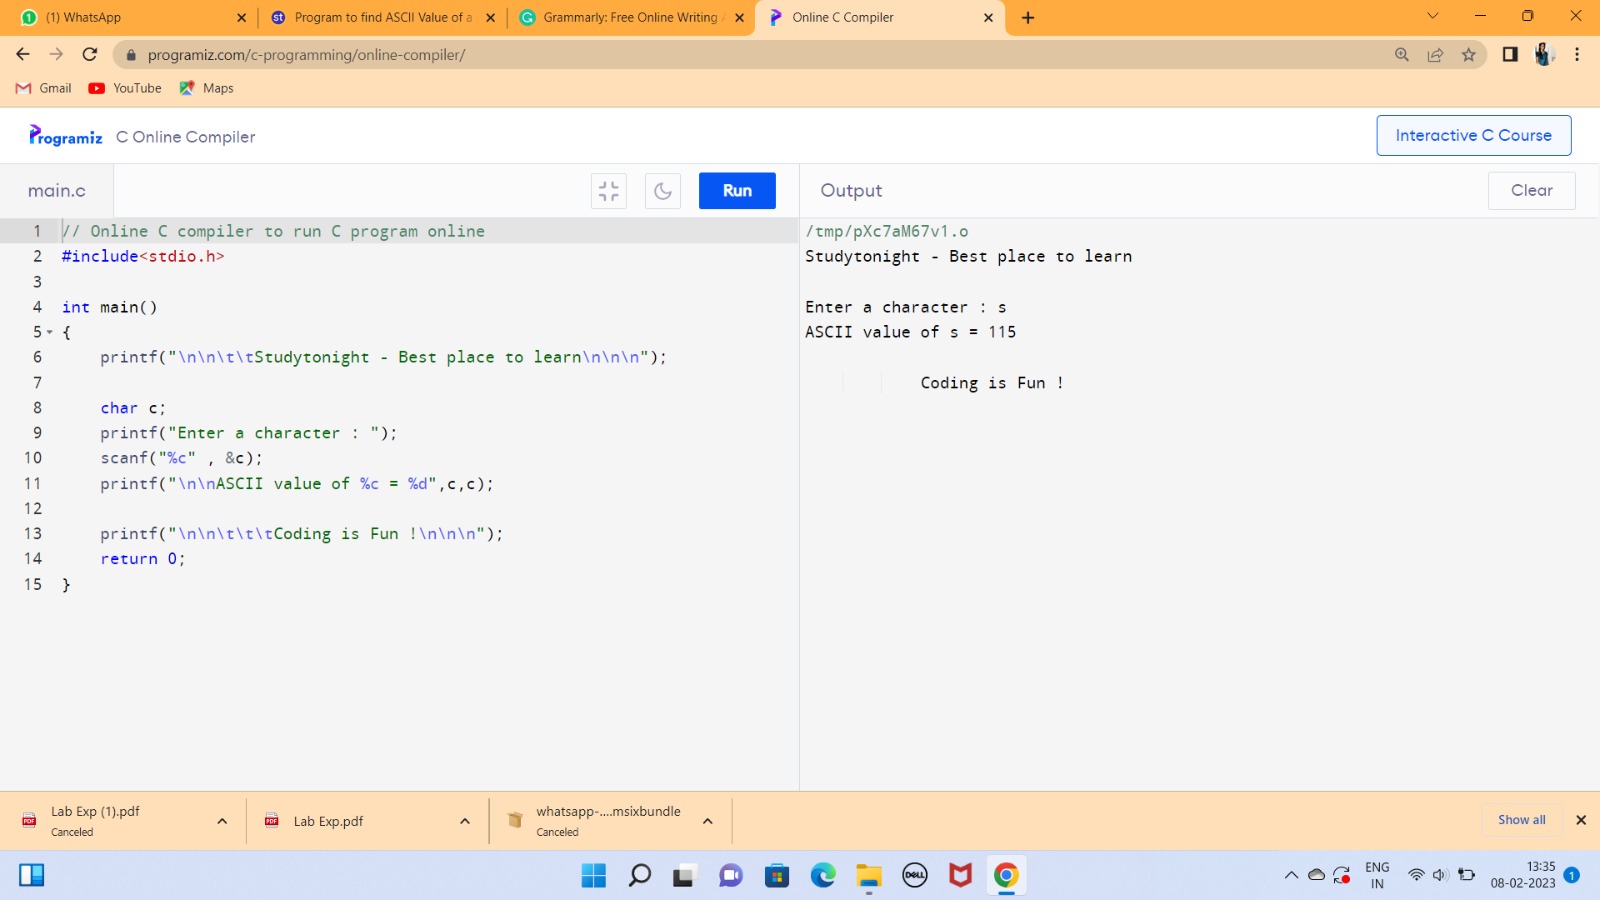 (1) WhatsApp
Program to find ASCII Value of a
Grammarly: Free Online Writing
Online C Compiler
programiz.com/c-programming/online-compiler/
Gmail
YouTube
Maps
Programiz
C Online Compiler
Interactive C Course
main.c
Run
Output
Clear
1 // Online C compiler to run C program online
2 #include<stdio.h>
3
4 int main()
5 {
6     printf("\n\n\t\tStudytonight - Best place to learn\n\n\n");
7
8     char c;
9     printf("Enter a character : ");
10     scanf("%c" , &c);
11     printf("\n\nASCII value of %c = %d",c,c);
12
13     printf("\n\n\t\t\tCoding is Fun !\n\n\n");
14     return 0;
15 }
/tmp/pXc7aM67v1.o
Studytonight - Best place to learn
Enter a character : s
ASCII value of s = 115
Coding is Fun !
Lab Exp (1).pdf
Canceled
Lab Exp.pdf
whatsapp-....msixbundle
Canceled
Show all
DELL
ENG
IN
13:35
08-02-2023
1